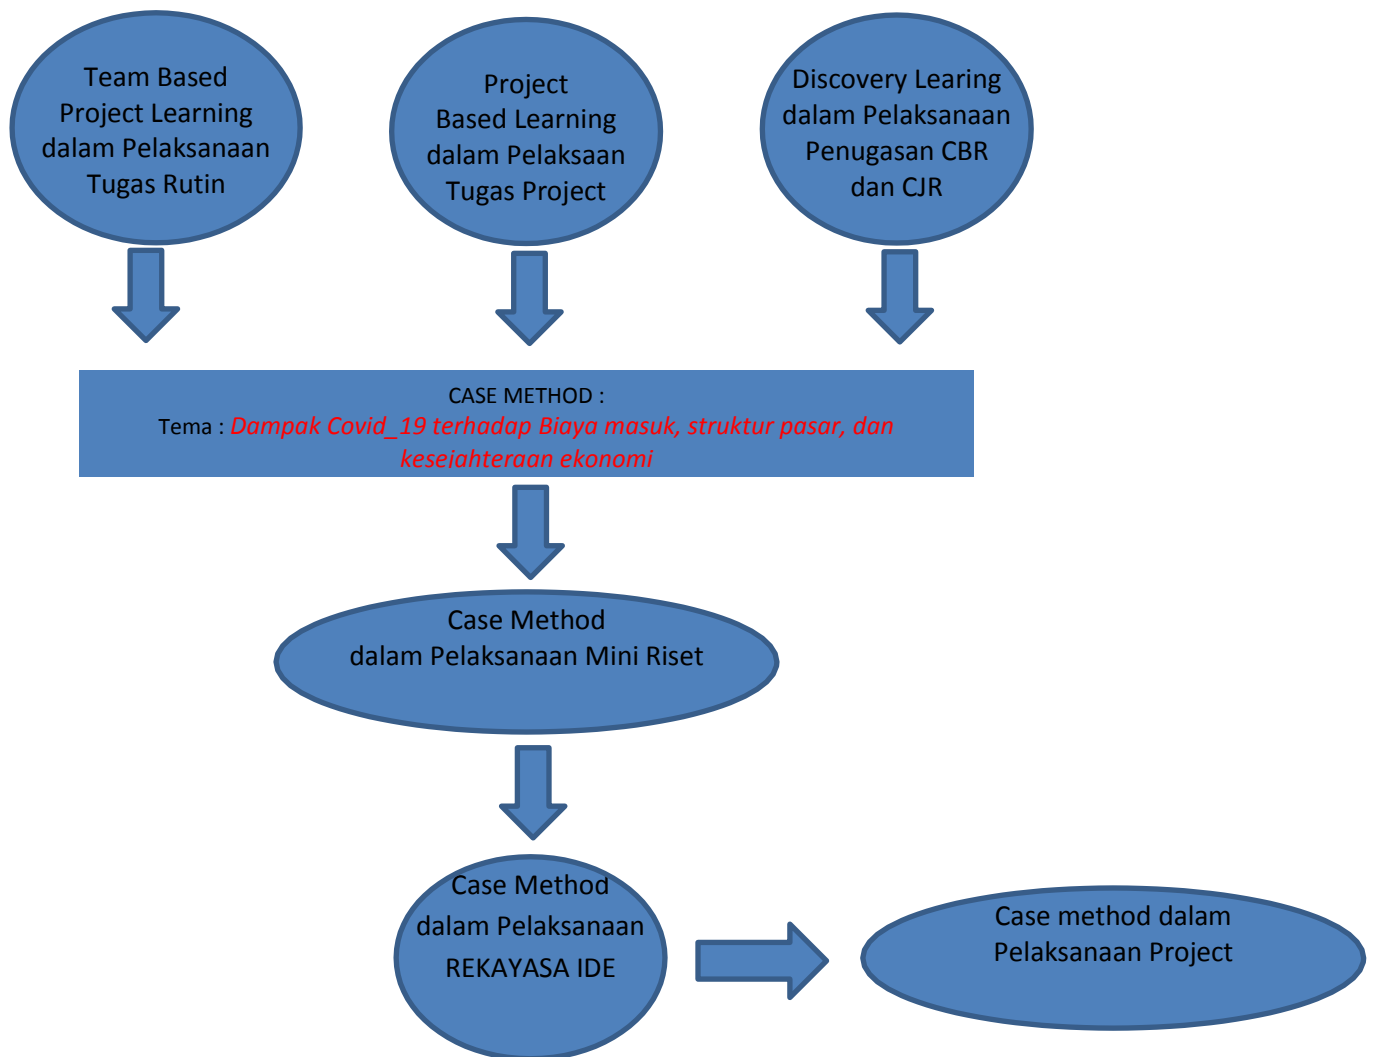 Team Based
Project Learning
dalam Pelaksanaan
Tugas Rutin
Project
Based Learning
dalam Pelaksaan
Tugas Project
Discovery Learing
dalam Pelaksanaan
Penugasan CBR
dan CJR
CASE METHOD :
Tema : Dampak Covid_19 terhadap Biaya masuk, struktur pasar, dan
kesejahteraan ekonomi
Case Method
dalam Pelaksanaan Mini Riset
Case Method
dalam Pelaksanaan
REKAYASA IDE
Case method dalam
Pelaksanaan Project